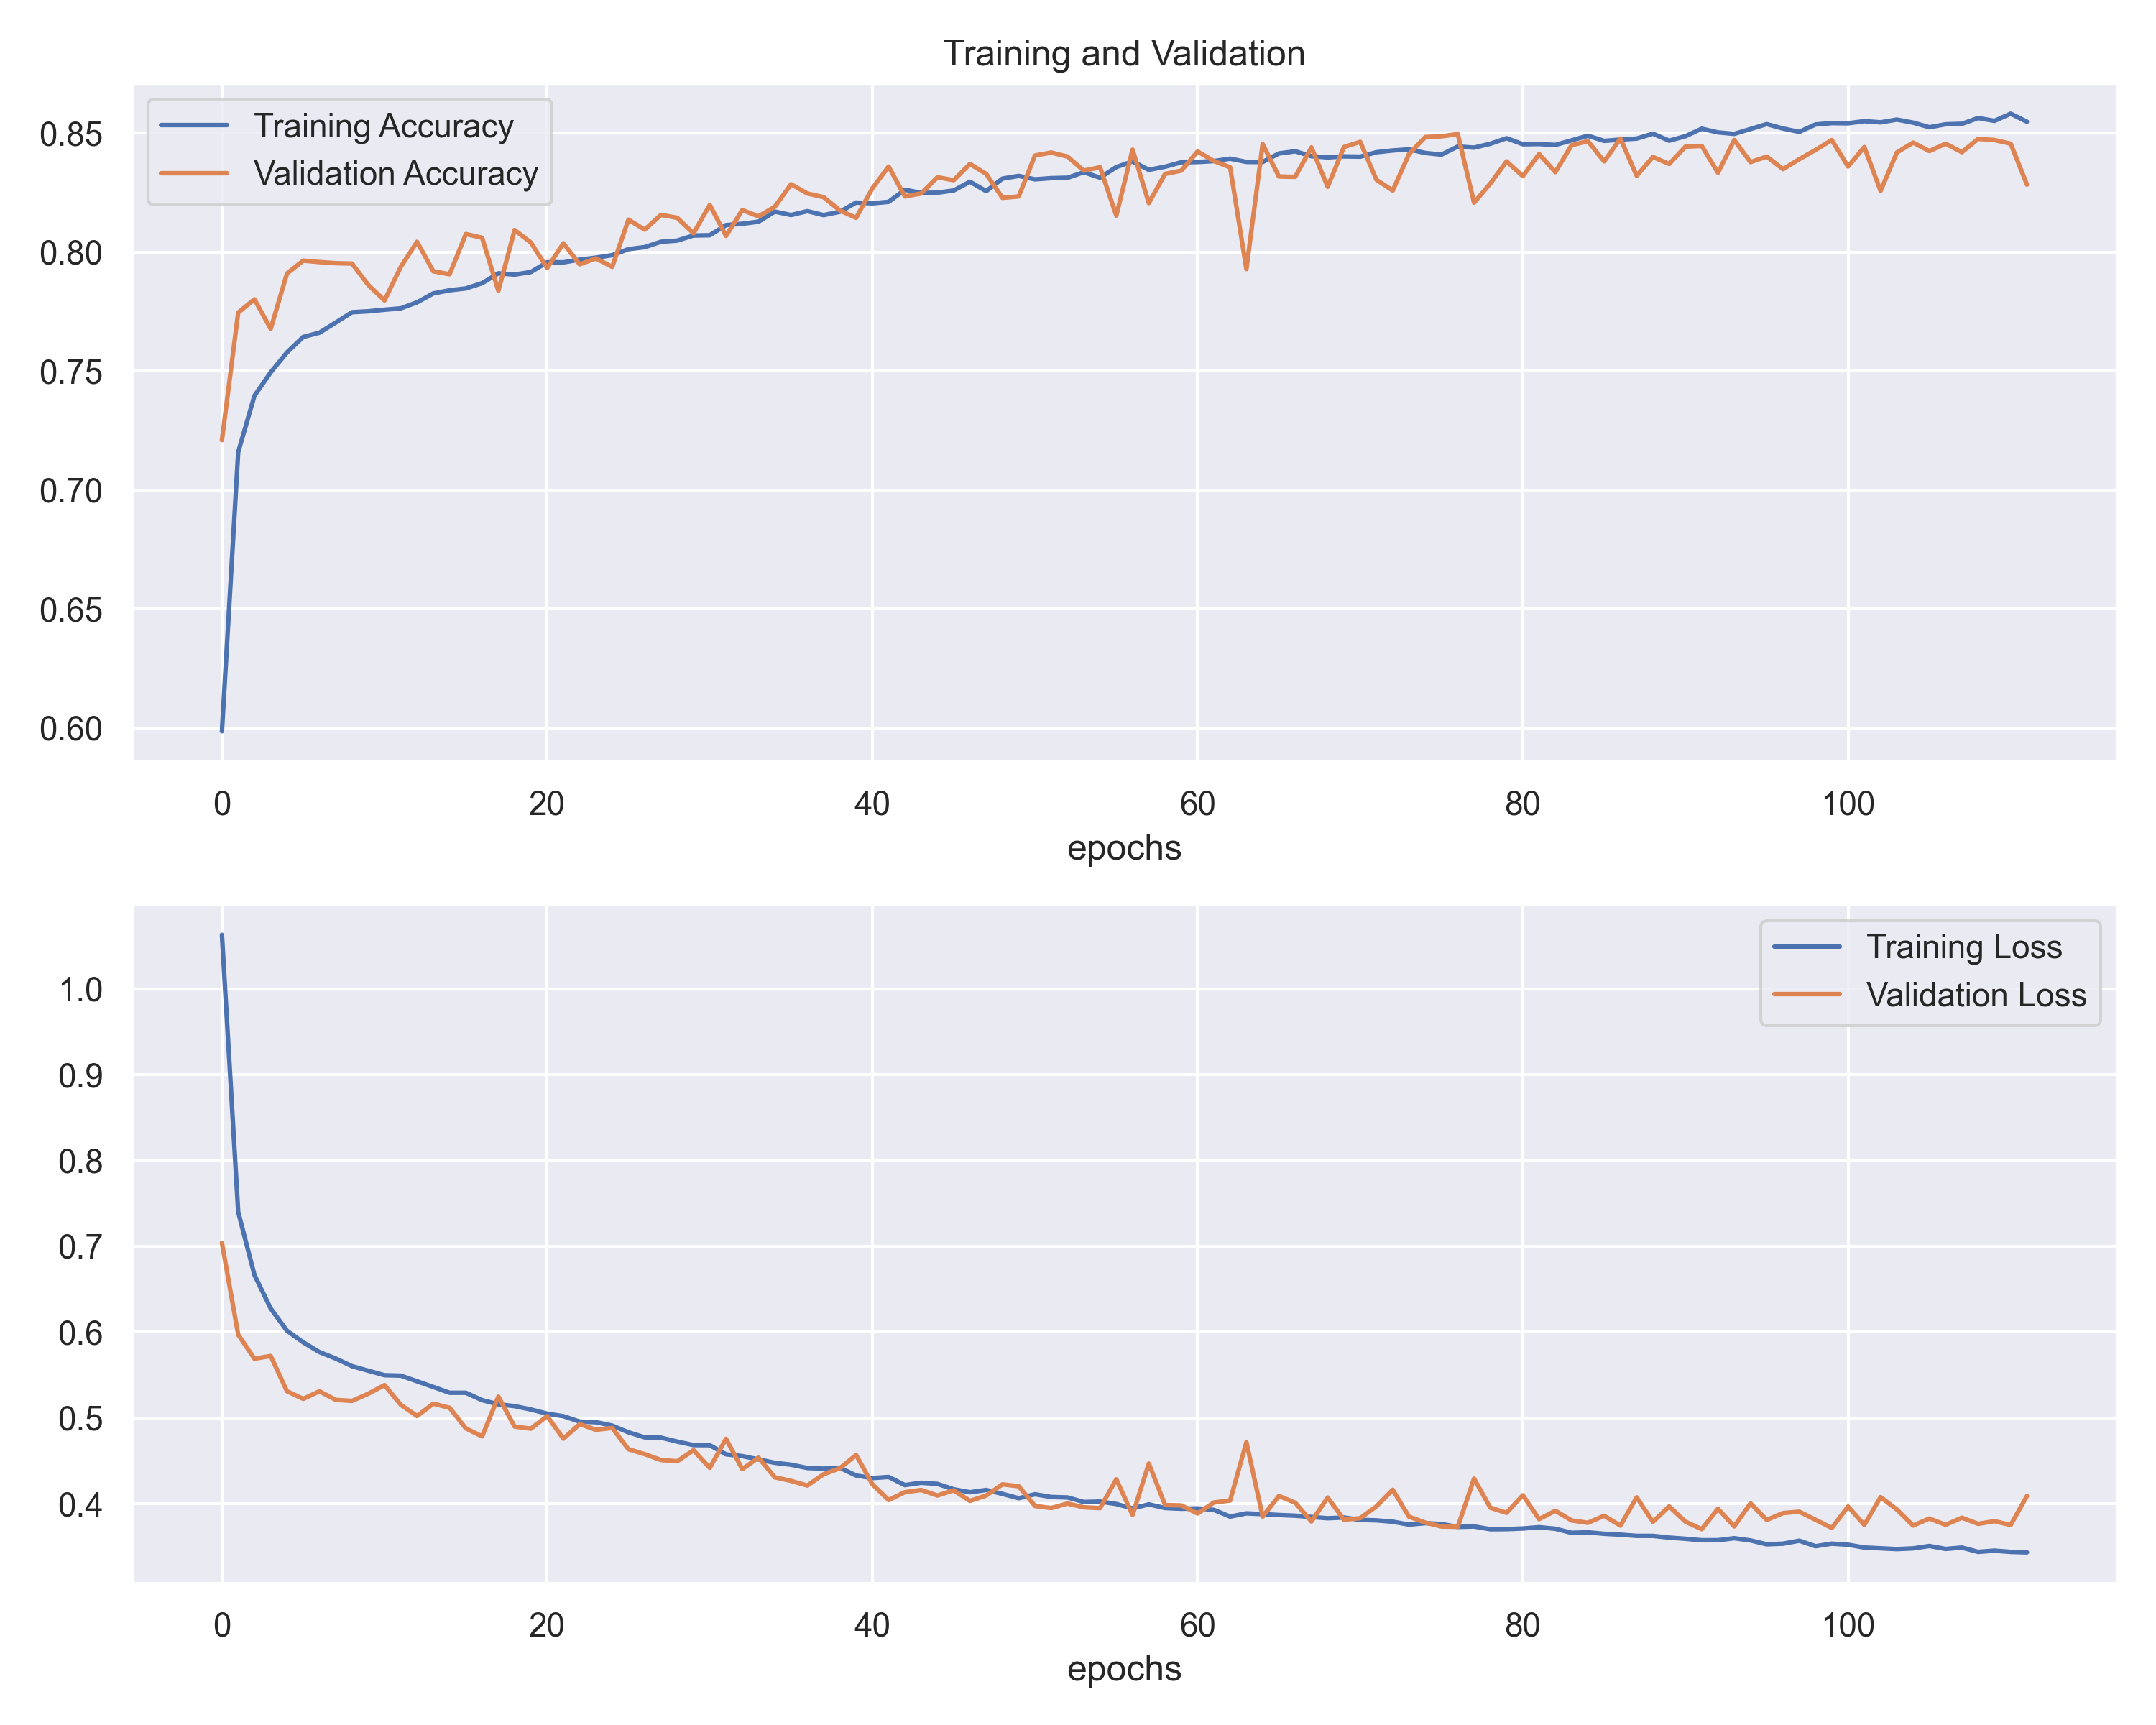 Training and Validation
Training Accuracy
Validation Accuracy
0.85
0.80
0.75
0.70
0.65
0.60
0 20 40 60 80 100
epochs
Training Loss
Validation Loss
1.0
0.9
0.8
0.7
0.6
0.5
0.4
0 20 40 60 80 100
epochs